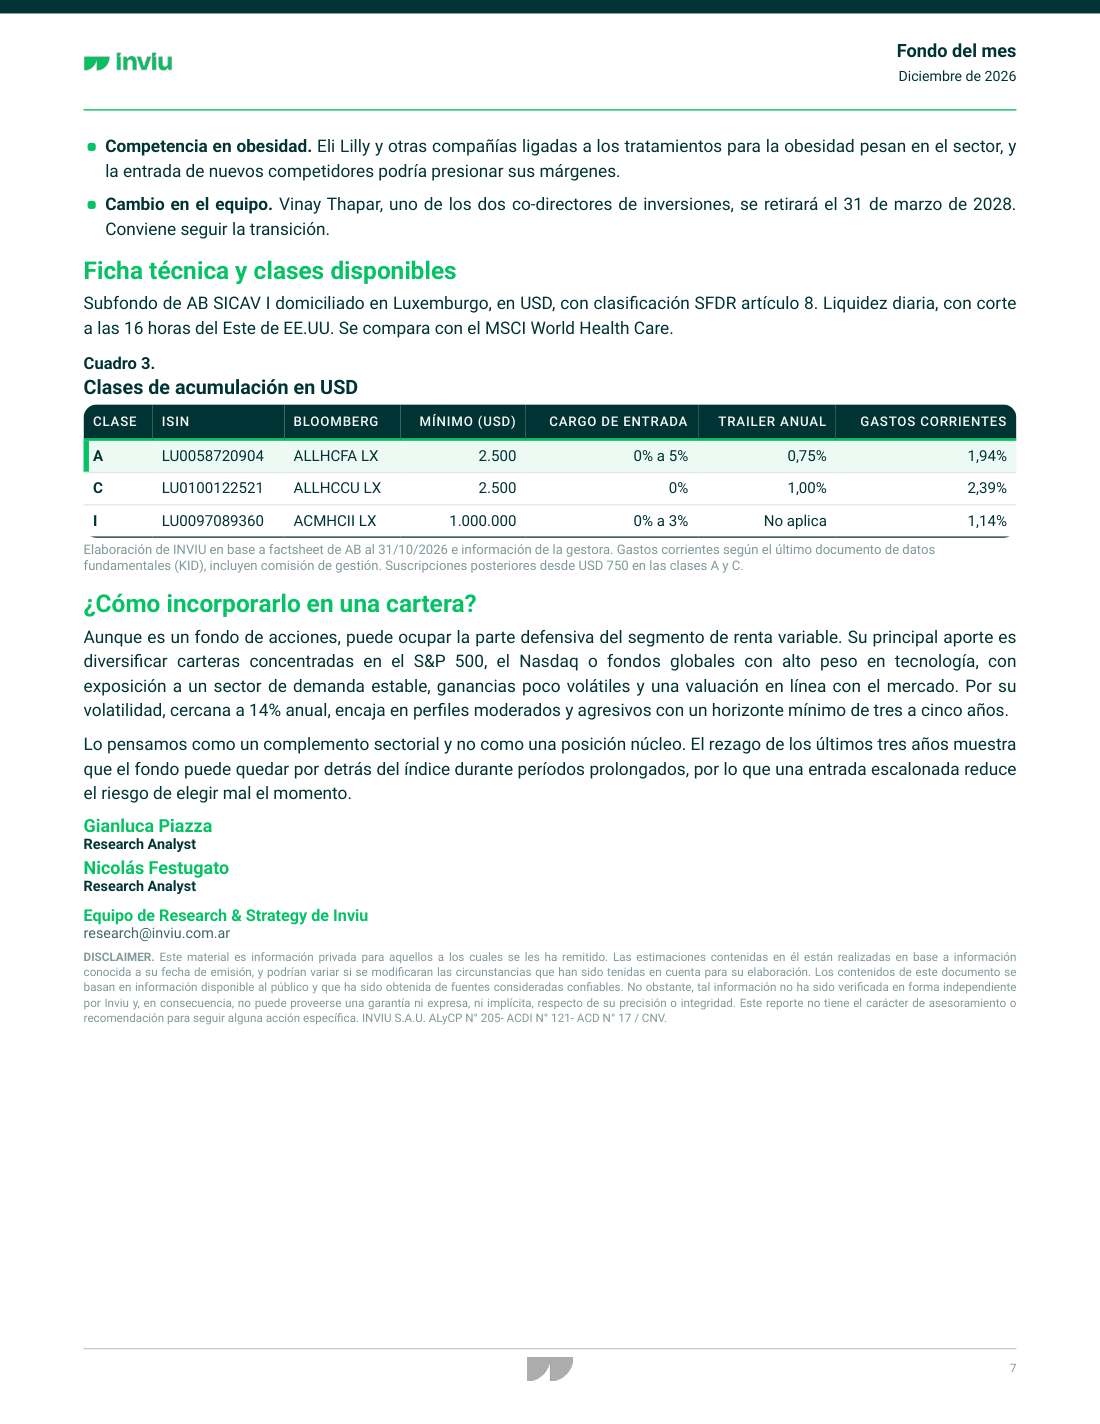 inviu
Fondo del mes
Diciembre de 2026
Competencia en obesidad. Eli Lilly y otras compañías ligadas a los tratamientos para la obesidad pesan en el sector, y
la entrada de nuevos competidores podría presionar sus márgenes.
Cambio en el equipo. Vinay Thapar, uno de los dos co-directores de inversiones, se retirará el 31 de marzo de 2028.
Conviene seguir la transición.
Ficha técnica y clases disponibles
Subfondo de AB SICAV I domiciliado en Luxemburgo, en USD, con clasificación SFDR artículo 8. Liquidez diaria, con corte
a las 16 horas del Este de EE.UU. Se compara con el MSCI World Health Care.
Cuadro 3.
Clases de acumulación en USD
CLASE ISIN BLOOMBERG MÍNIMO (USD) CARGO DE ENTRADA TRAILER ANUAL GASTOS CORRIENTES
A LU0058720904 ALLHCFA LX 2.500 0% a 5% 0,75% 1,94%
C LU0100122521 ALLHCCU LX 2.500 0% 1,00% 2,39%
I LU0097089360 ACMHCII LX 1.000.000 0% a 3% No aplica 1,14%
Elaboración de INVIU en base a factsheet de AB al 31/10/2026 e información de la gestora. Gastos corrientes según el último documento de datos
fundamentales (KID), incluyen comisión de gestión. Suscripciones posteriores desde USD 750 en las clases A y C.
¿Cómo incorporarlo en una cartera?
Aunque es un fondo de acciones, puede ocupar la parte defensiva del segmento de renta variable. Su principal aporte es
diversificar carteras concentradas en el S&P 500, el Nasdaq o fondos globales con alto peso en tecnología, con
exposición a un sector de demanda estable, ganancias poco volátiles y una valuación en línea con el mercado. Por su
volatilidad, cercana a 14% anual, encaja en perfiles moderados y agresivos con un horizonte mínimo de tres a cinco años.
Lo pensamos como un complemento sectorial y no como una posición núcleo. El rezago de los últimos tres años muestra
que el fondo puede quedar por detrás del índice durante períodos prolongados, por lo que una entrada escalonada reduce
el riesgo de elegir mal el momento.
Gianluca Piazza
Research Analyst
Nicolás Festugato
Research Analyst
Equipo de Research & Strategy de Inviu
research@inviu.com.ar
DISCLAIMER. Este material es información privada para aquellos a los cuales se les ha remitido. Las estimaciones contenidas en él están realizadas en base a información
conocida a su fecha de emisión, y podrían variar si se modificaran las circunstancias que han sido tenidas en cuenta para su elaboración. Los contenidos de este documento se
basan en información disponible al público y que ha sido obtenida de fuentes consideradas confiables. No obstante, tal información no ha sido verificada en forma independiente
por Inviu y, en consecuencia, no puede proveerse una garantía ni expresa, ni implícita, respecto de su precisión o integridad. Este reporte no tiene el carácter de asesoramiento o
recomendación para seguir alguna acción específica. INVIU S.A.U. ALyCP N° 205- ACDI N° 121- ACD N° 17 / CNV.
7